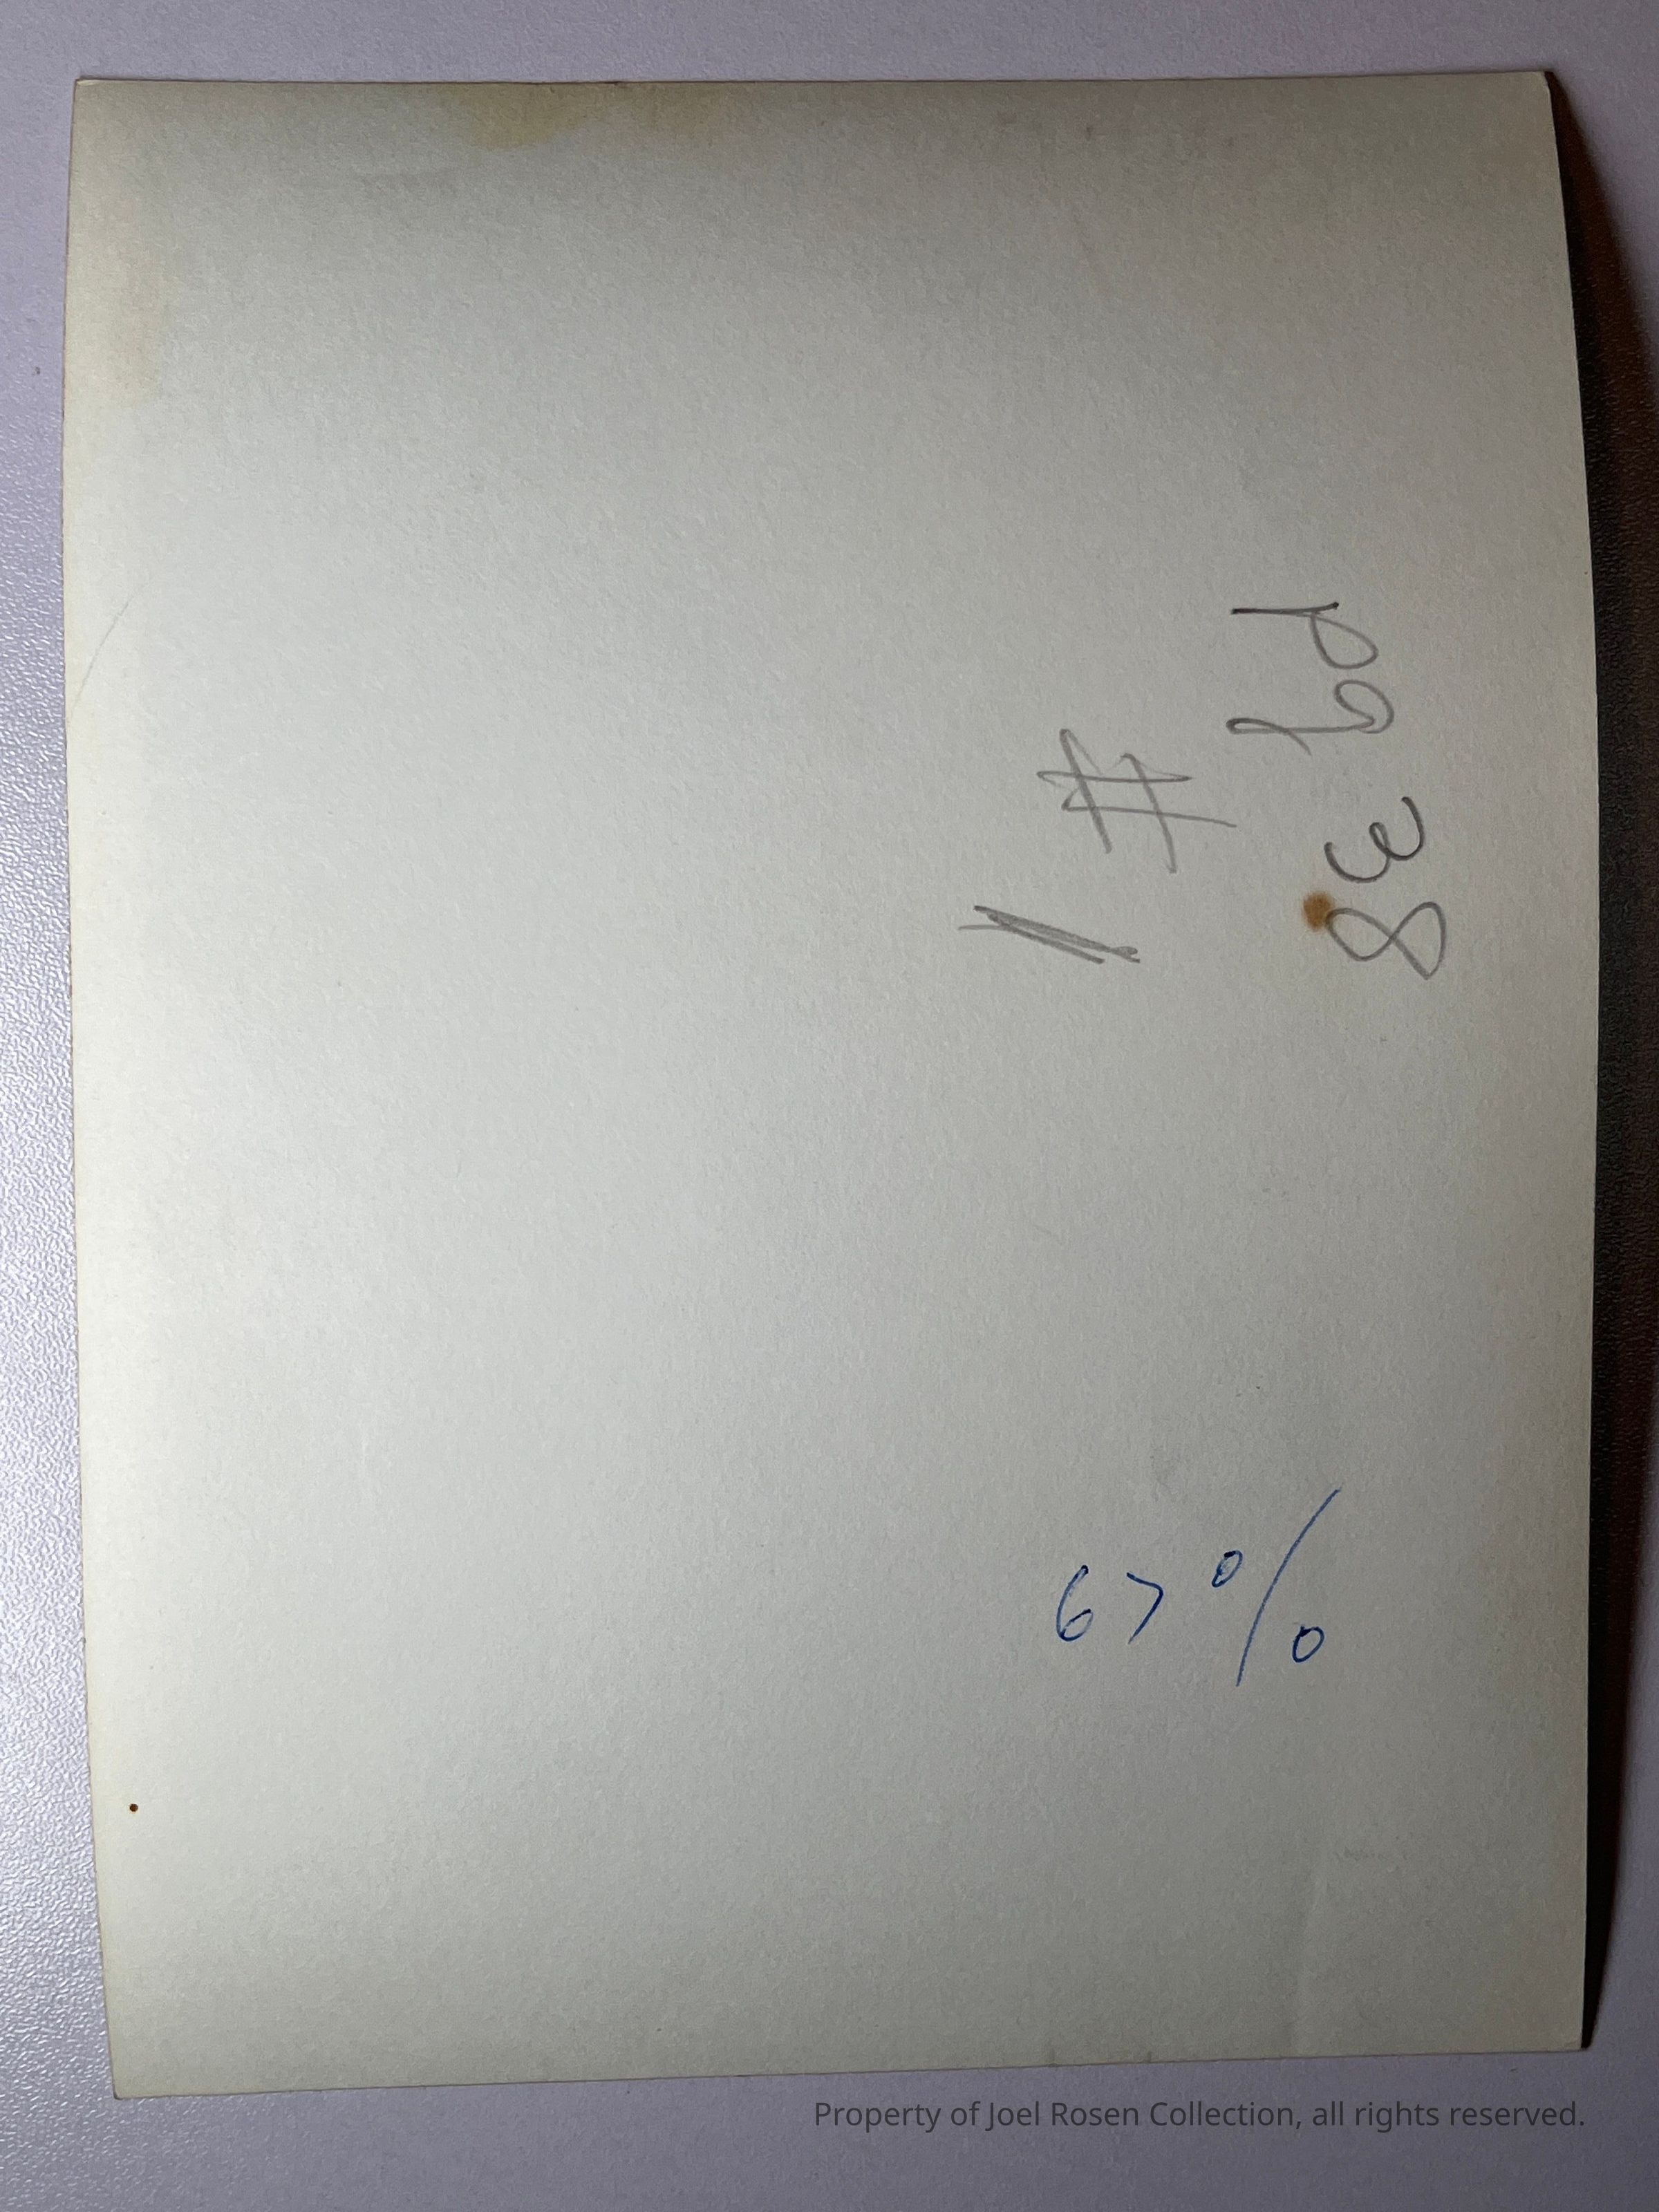 pg 38
# 1
67%
Property of Joel Rosen Collection, all rights reserved.